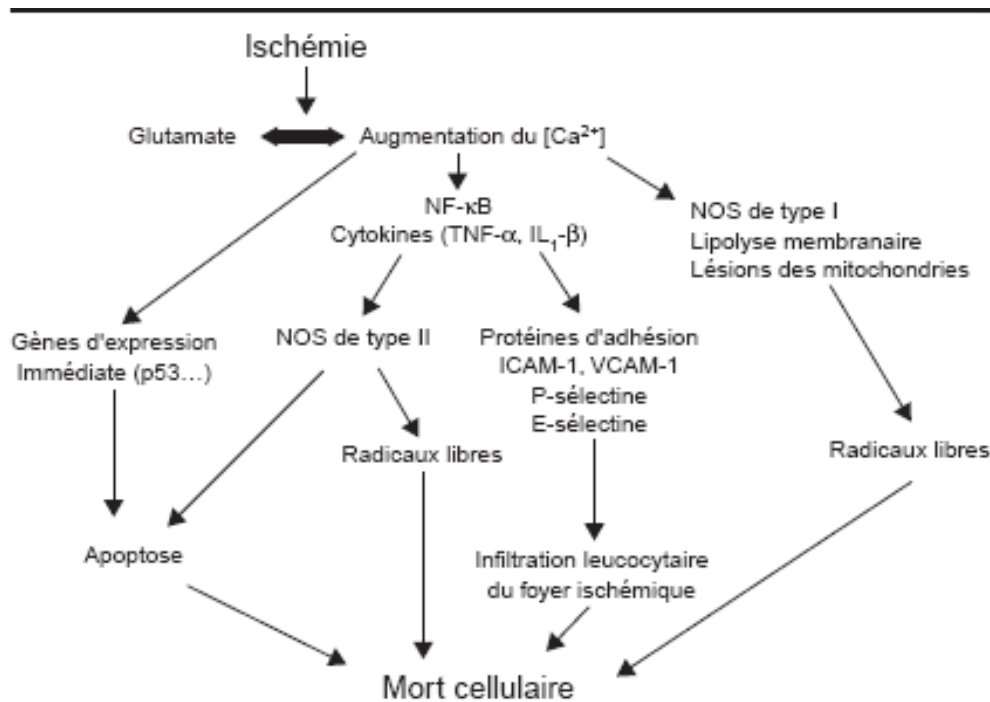 Ischémie
Glutamate
Augmentation du [Ca²⁺]
NF-κB
Cytokines (TNF-α, IL₁-β)
NOS de type I
Lipolyse membranaire
Lésions des mitochondries
Gènes d'expression
Immédiate (p53...)
NOS de type II
Protéines d'adhésion
ICAM-1, VCAM-1
P-sélectine
E-sélectine
Radicaux libres
Radicaux libres
Apoptose
Infiltration leucocytaire
du foyer ischémique
Mort cellulaire